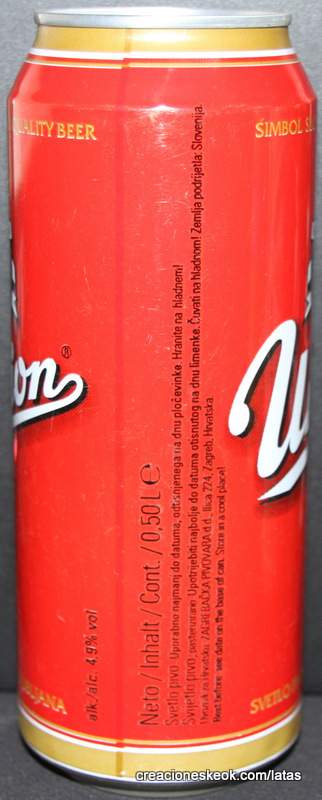 QUALITY BEER
SIMBOL
on®
alk./alc. 4,9% vol
Neto / Inhalt / Cont. / 0,50 L e
Svetlo pivo. Uporabno najmanj do datuma, odtisnjenega na dnu pločevinke. Hranite na hladnem!
Svijetlo pivo, pasterizirano. Upotrijebiti najbolje do datuma otisnutog na dnu limenke. Čuvati na hladnom! Zemlja podrijetla: Slovenija.
Uvoznik za Hrvatsku: ZAGREBAČKA PIVOVARA d.d., Ilica 224, Zagreb, Hrvatska.
Best before: see date on the base of can. Store in a cool place!
SVETLO
creacioneskeok.com/latas